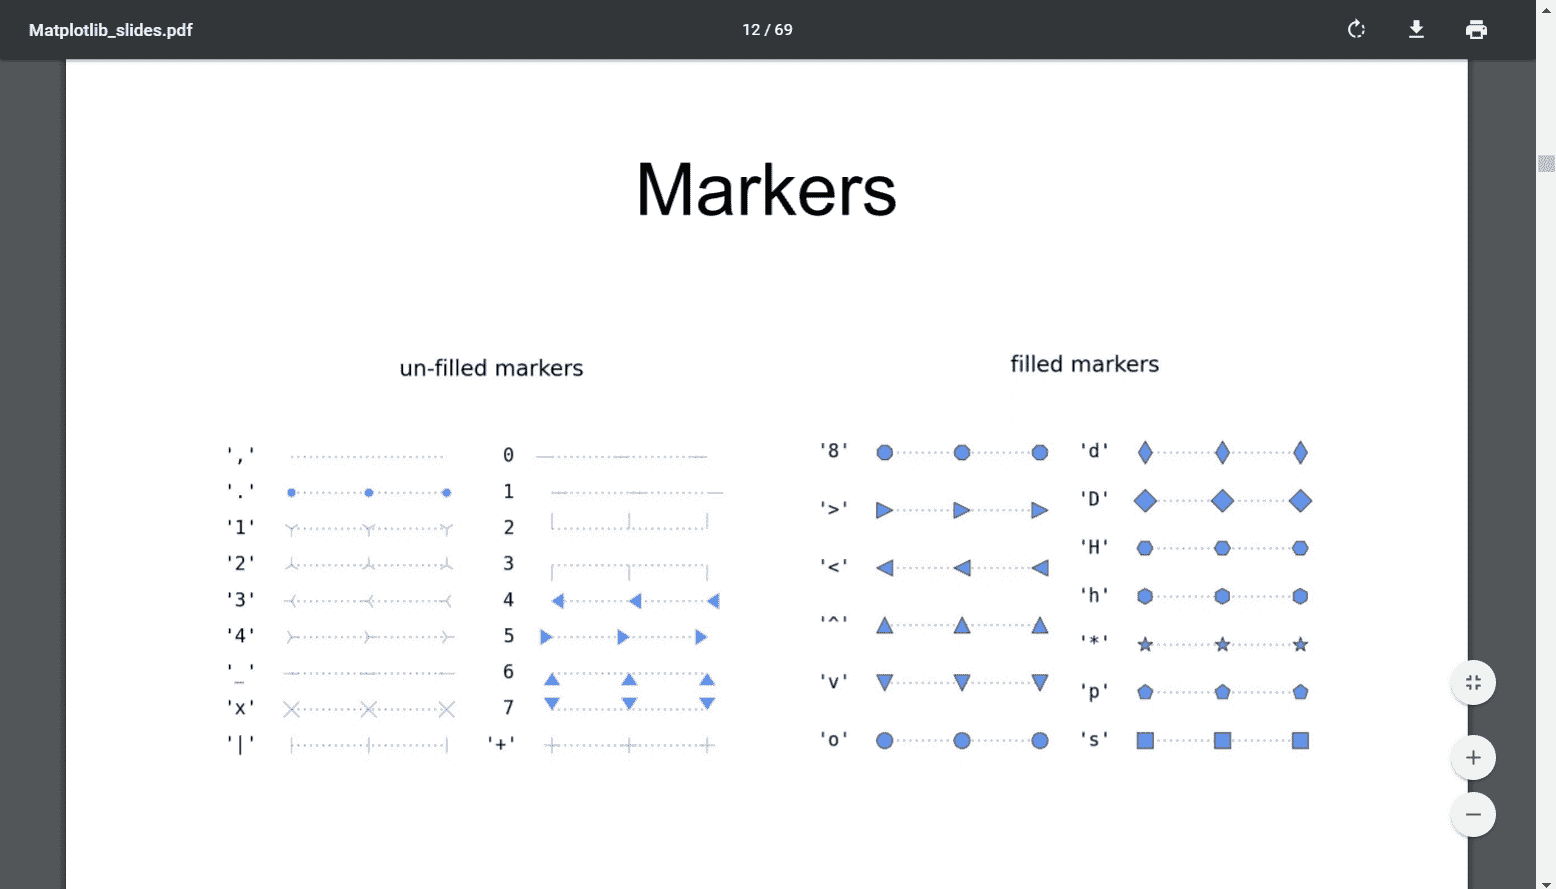 Matplotlib_slides.pdf
12 / 69
Markers
un-filled markers
','
'.'
'1'
'2'
'3'
'4'
'_'
'x'
'|'
0
1
2
3
4
5
6
7
'+'
filled markers
'8'
'>'
'<'
'^'
'v'
'o'
'd'
'D'
'H'
'h'
'*'
'p'
's'